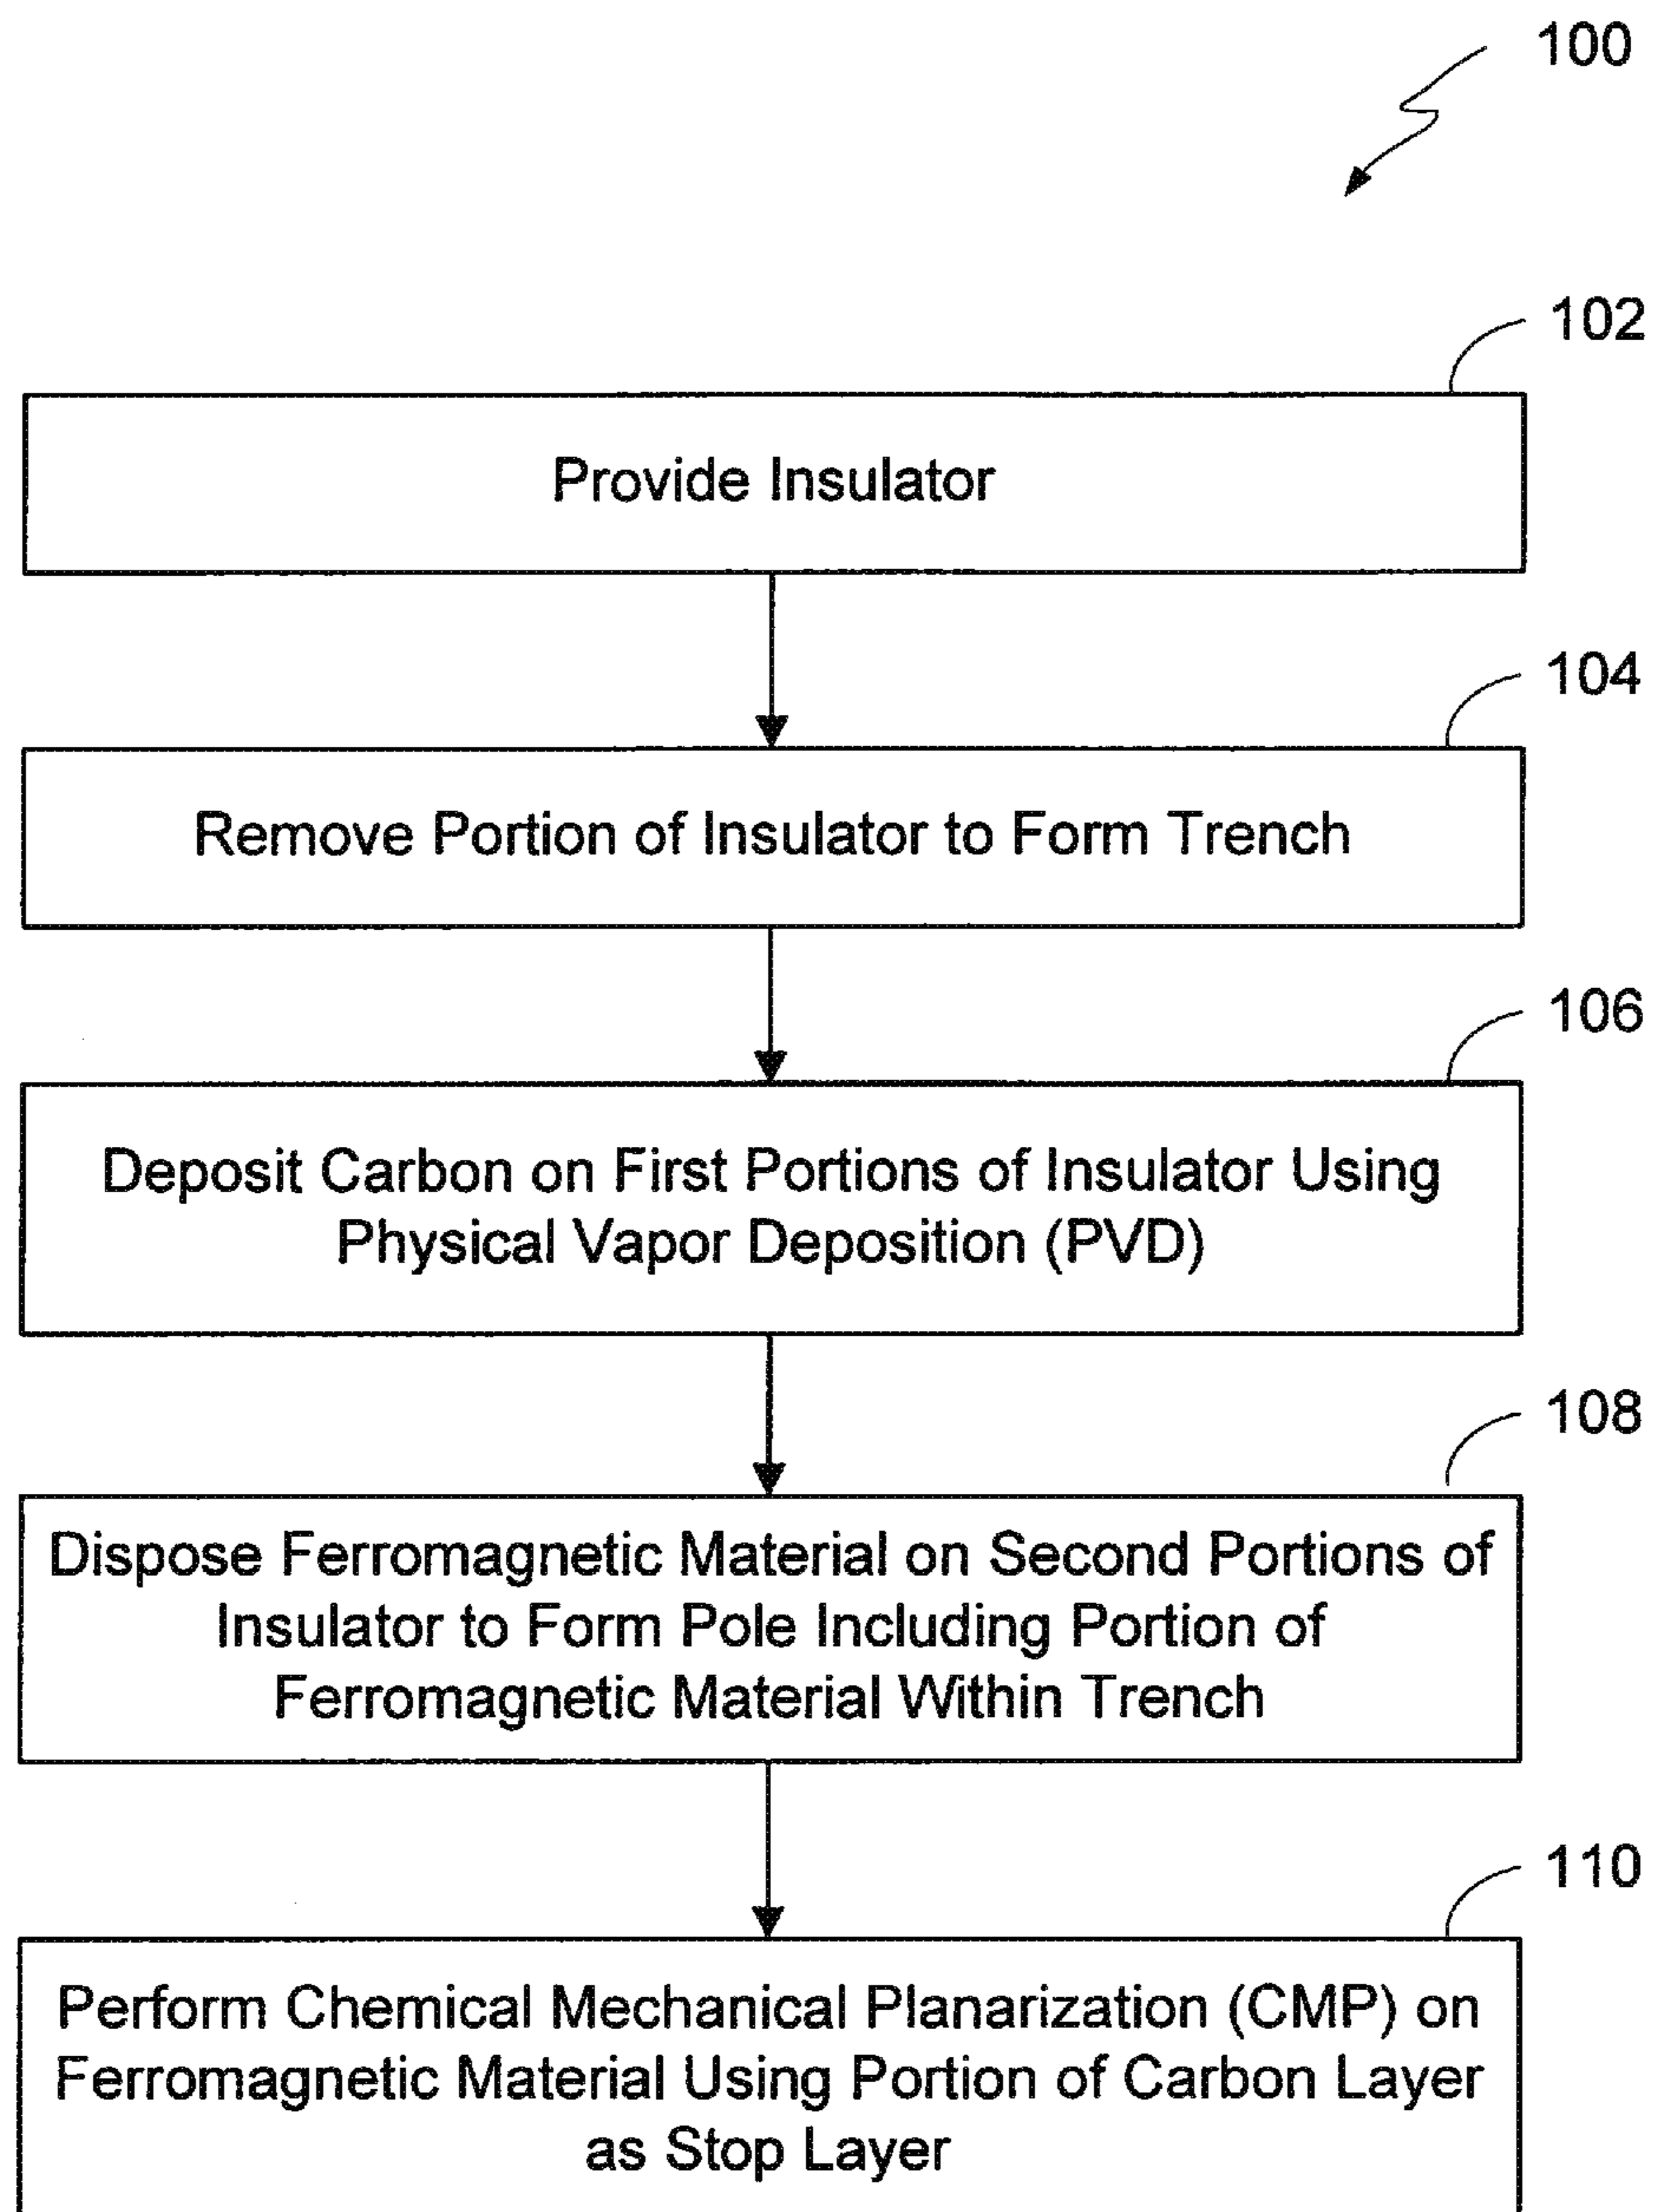 100
102
Provide Insulator
104
Remove Portion of Insulator to Form Trench
106
Deposit Carbon on First Portions of Insulator Using
Physical Vapor Deposition (PVD)
108
Dispose Ferromagnetic Material on Second Portions of
Insulator to Form Pole Including Portion of
Ferromagnetic Material Within Trench
110
Perform Chemical Mechanical Planarization (CMP) on
Ferromagnetic Material Using Portion of Carbon Layer
as Stop Layer